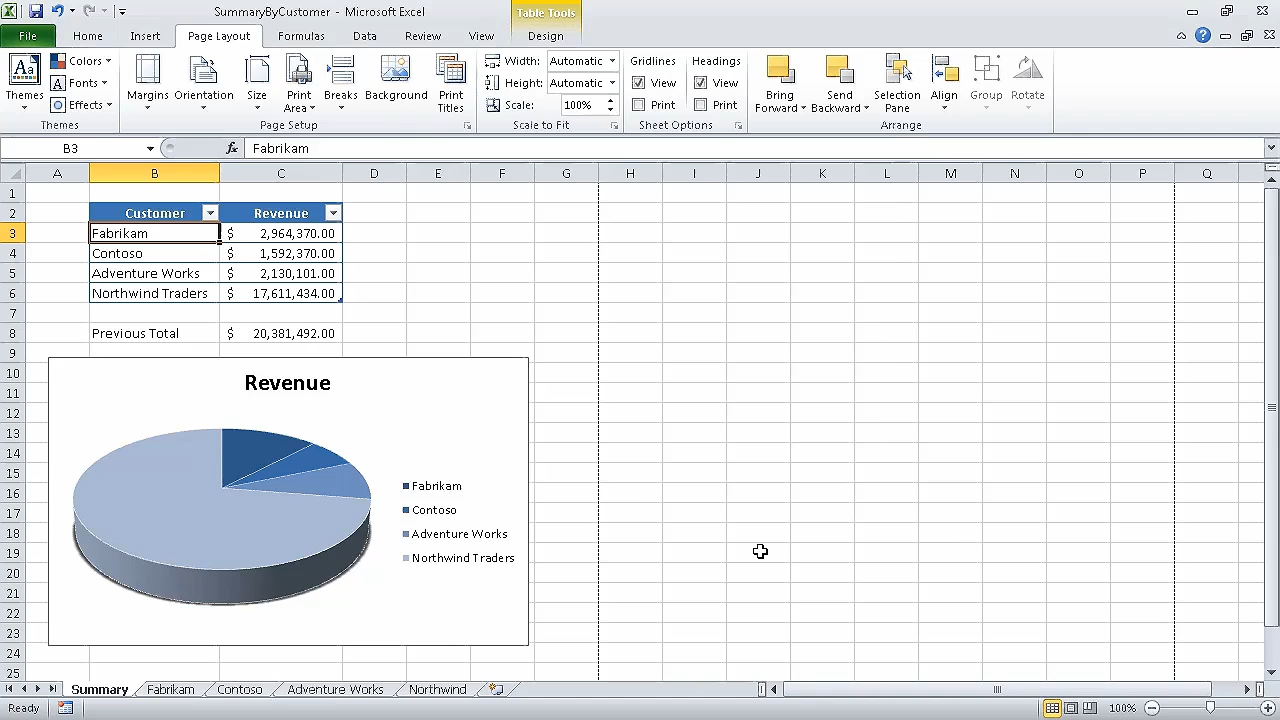 SummaryByCustomer - Microsoft Excel
Table Tools
File Home Insert Page Layout Formulas Data Review View Design
Themes
Colors
Fonts
Effects
Themes
Margins
Orientation
Size
Print Area
Breaks
Background
Print Titles
Page Setup
Width: Automatic
Height: Automatic
Scale: 100%
Scale to Fit
Gridlines
View
Print
Headings
View
Print
Sheet Options
Bring Forward
Send Backward
Selection Pane
Align
Group
Rotate
Arrange
B3 fx Fabrikam
A B C D E F G H I J K L M N O P Q
1
2 Customer Revenue
3 Fabrikam $ 2,964,370.00
4 Contoso $ 1,592,370.00
5 Adventure Works $ 2,130,101.00
6 Northwind Traders $ 17,611,434.00
7
8 Previous Total $ 20,381,492.00
9
10 Revenue
11
12
13
14
15 Fabrikam
16 Contoso
17
18 Adventure Works
19 Northwind Traders
20
21
22
23
24
25
Summary Fabrikam Contoso Adventure Works Northwind
Ready 100%